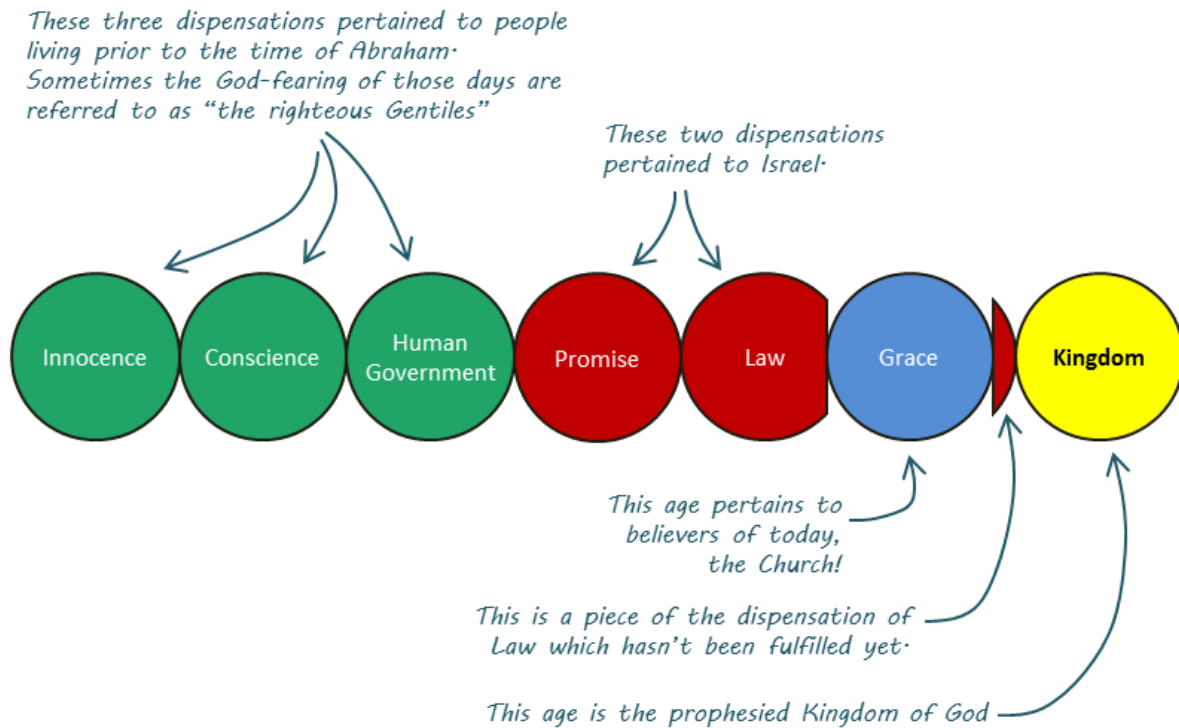 These three dispensations pertained to people
living prior to the time of Abraham.
Sometimes the God-fearing of those days are
referred to as “the righteous Gentiles”
These two dispensations
pertained to Israel.
Innocence
Conscience
Human
Government
Promise
Law
Grace
Kingdom
This age pertains to
believers of today,
the Church!
This is a piece of the dispensation of
Law which hasn’t been fulfilled yet.
This age is the prophesied Kingdom of God